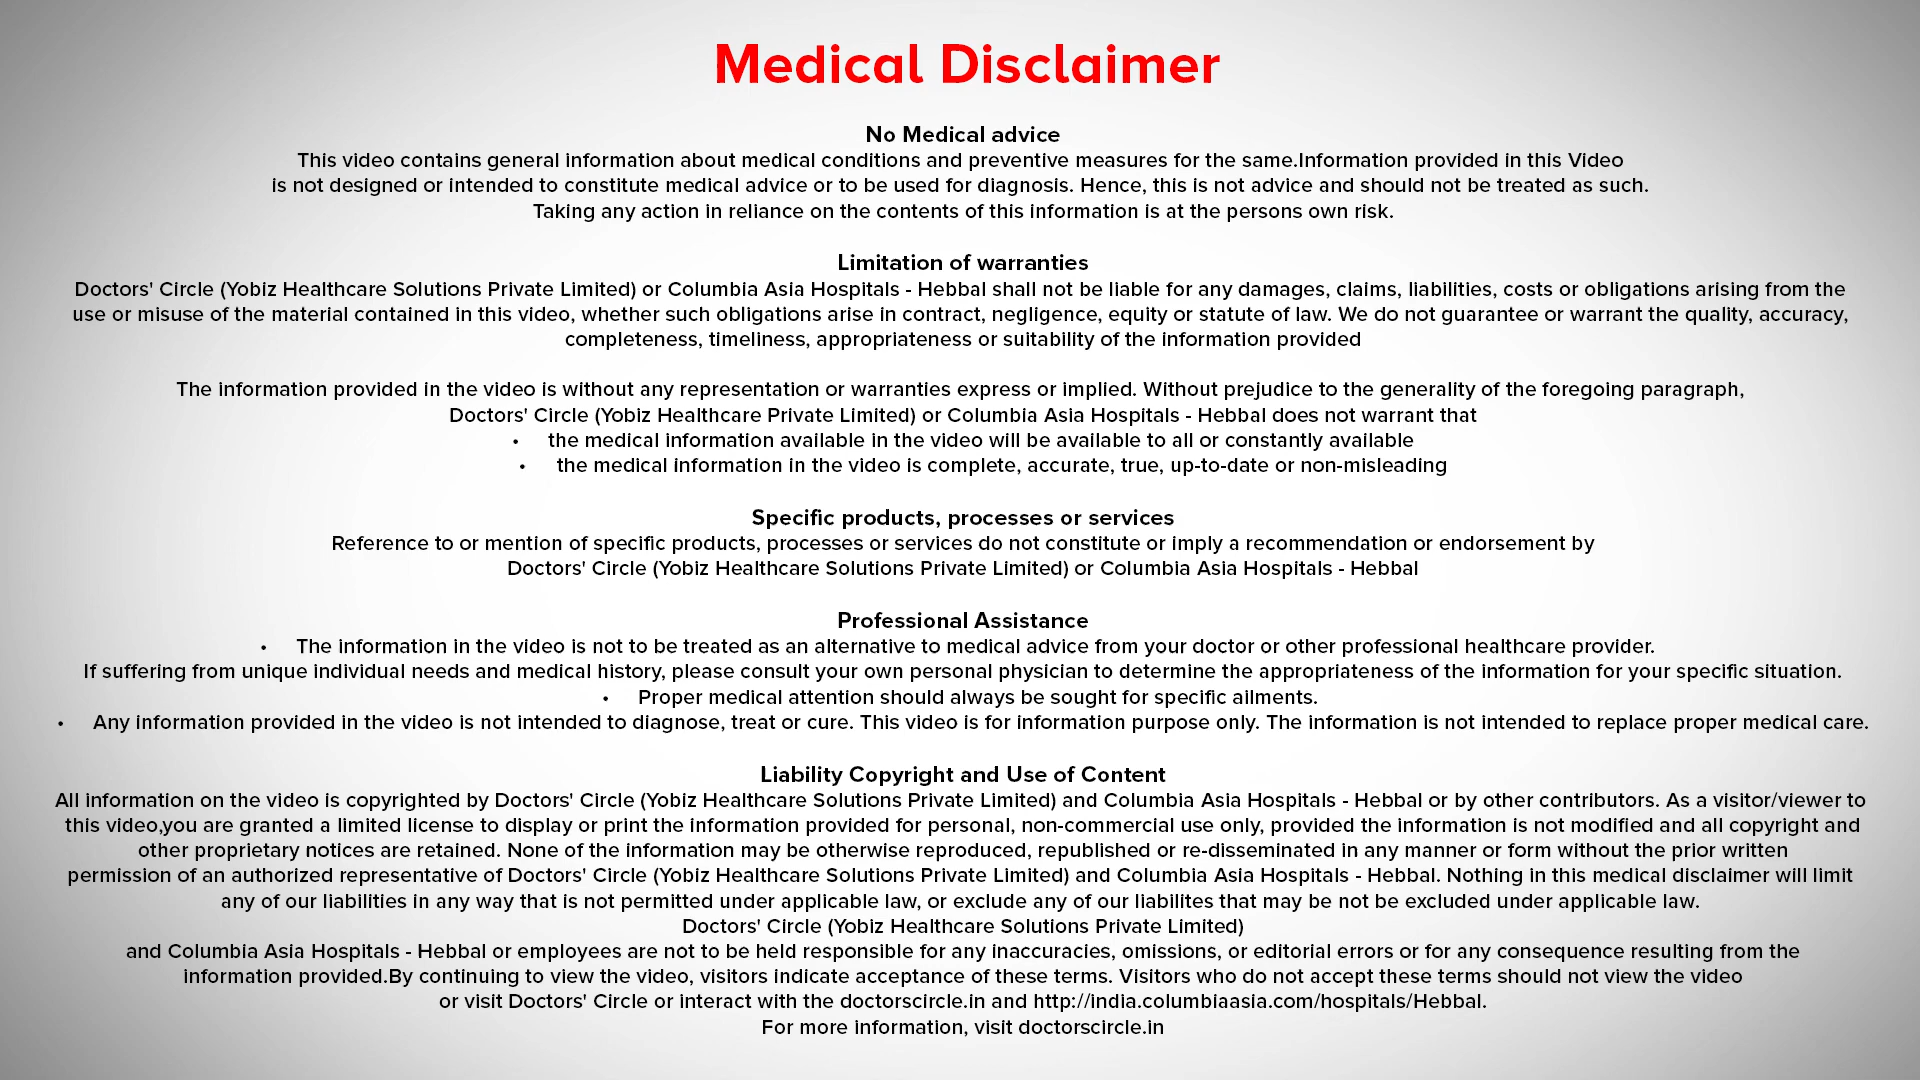 Medical Disclaimer
No Medical advice
This video contains general information about medical conditions and preventive measures for the same.Information provided in this Video
is not designed or intended to constitute medical advice or to be used for diagnosis. Hence, this is not advice and should not be treated as such.
Taking any action in reliance on the contents of this information is at the persons own risk.
Limitation of warranties
Doctors' Circle (Yobiz Healthcare Solutions Private Limited) or Columbia Asia Hospitals - Hebbal shall not be liable for any damages, claims, liabilities, costs or obligations arising from the
use or misuse of the material contained in this video, whether such obligations arise in contract, negligence, equity or statute of law. We do not guarantee or warrant the quality, accuracy,
completeness, timeliness, appropriateness or suitability of the information provided
The information provided in the video is without any representation or warranties express or implied. Without prejudice to the generality of the foregoing paragraph,
Doctors' Circle (Yobiz Healthcare Private Limited) or Columbia Asia Hospitals - Hebbal does not warrant that
• the medical information available in the video will be available to all or constantly available
• the medical information in the video is complete, accurate, true, up-to-date or non-misleading
Specific products, processes or services
Reference to or mention of specific products, processes or services do not constitute or imply a recommendation or endorsement by
Doctors' Circle (Yobiz Healthcare Solutions Private Limited) or Columbia Asia Hospitals - Hebbal
Professional Assistance
• The information in the video is not to be treated as an alternative to medical advice from your doctor or other professional healthcare provider.
If suffering from unique individual needs and medical history, please consult your own personal physician to determine the appropriateness of the information for your specific situation.
• Proper medical attention should always be sought for specific ailments.
• Any information provided in the video is not intended to diagnose, treat or cure. This video is for information purpose only. The information is not intended to replace proper medical care.
Liability Copyright and Use of Content
All information on the video is copyrighted by Doctors' Circle (Yobiz Healthcare Solutions Private Limited) and Columbia Asia Hospitals - Hebbal or by other contributors. As a visitor/viewer to
this video,you are granted a limited license to display or print the information provided for personal, non-commercial use only, provided the information is not modified and all copyright and
other proprietary notices are retained. None of the information may be otherwise reproduced, republished or re-disseminated in any manner or form without the prior written
permission of an authorized representative of Doctors' Circle (Yobiz Healthcare Solutions Private Limited) and Columbia Asia Hospitals - Hebbal. Nothing in this medical disclaimer will limit
any of our liabilities in any way that is not permitted under applicable law, or exclude any of our liabilites that may be not be excluded under applicable law.
Doctors' Circle (Yobiz Healthcare Solutions Private Limited)
and Columbia Asia Hospitals - Hebbal or employees are not to be held responsible for any inaccuracies, omissions, or editorial errors or for any consequence resulting from the
information provided.By continuing to view the video, visitors indicate acceptance of these terms. Visitors who do not accept these terms should not view the video
or visit Doctors' Circle or interact with the doctorscircle.in and http://india.columbiaasia.com/hospitals/Hebbal.
For more information, visit doctorscircle.in